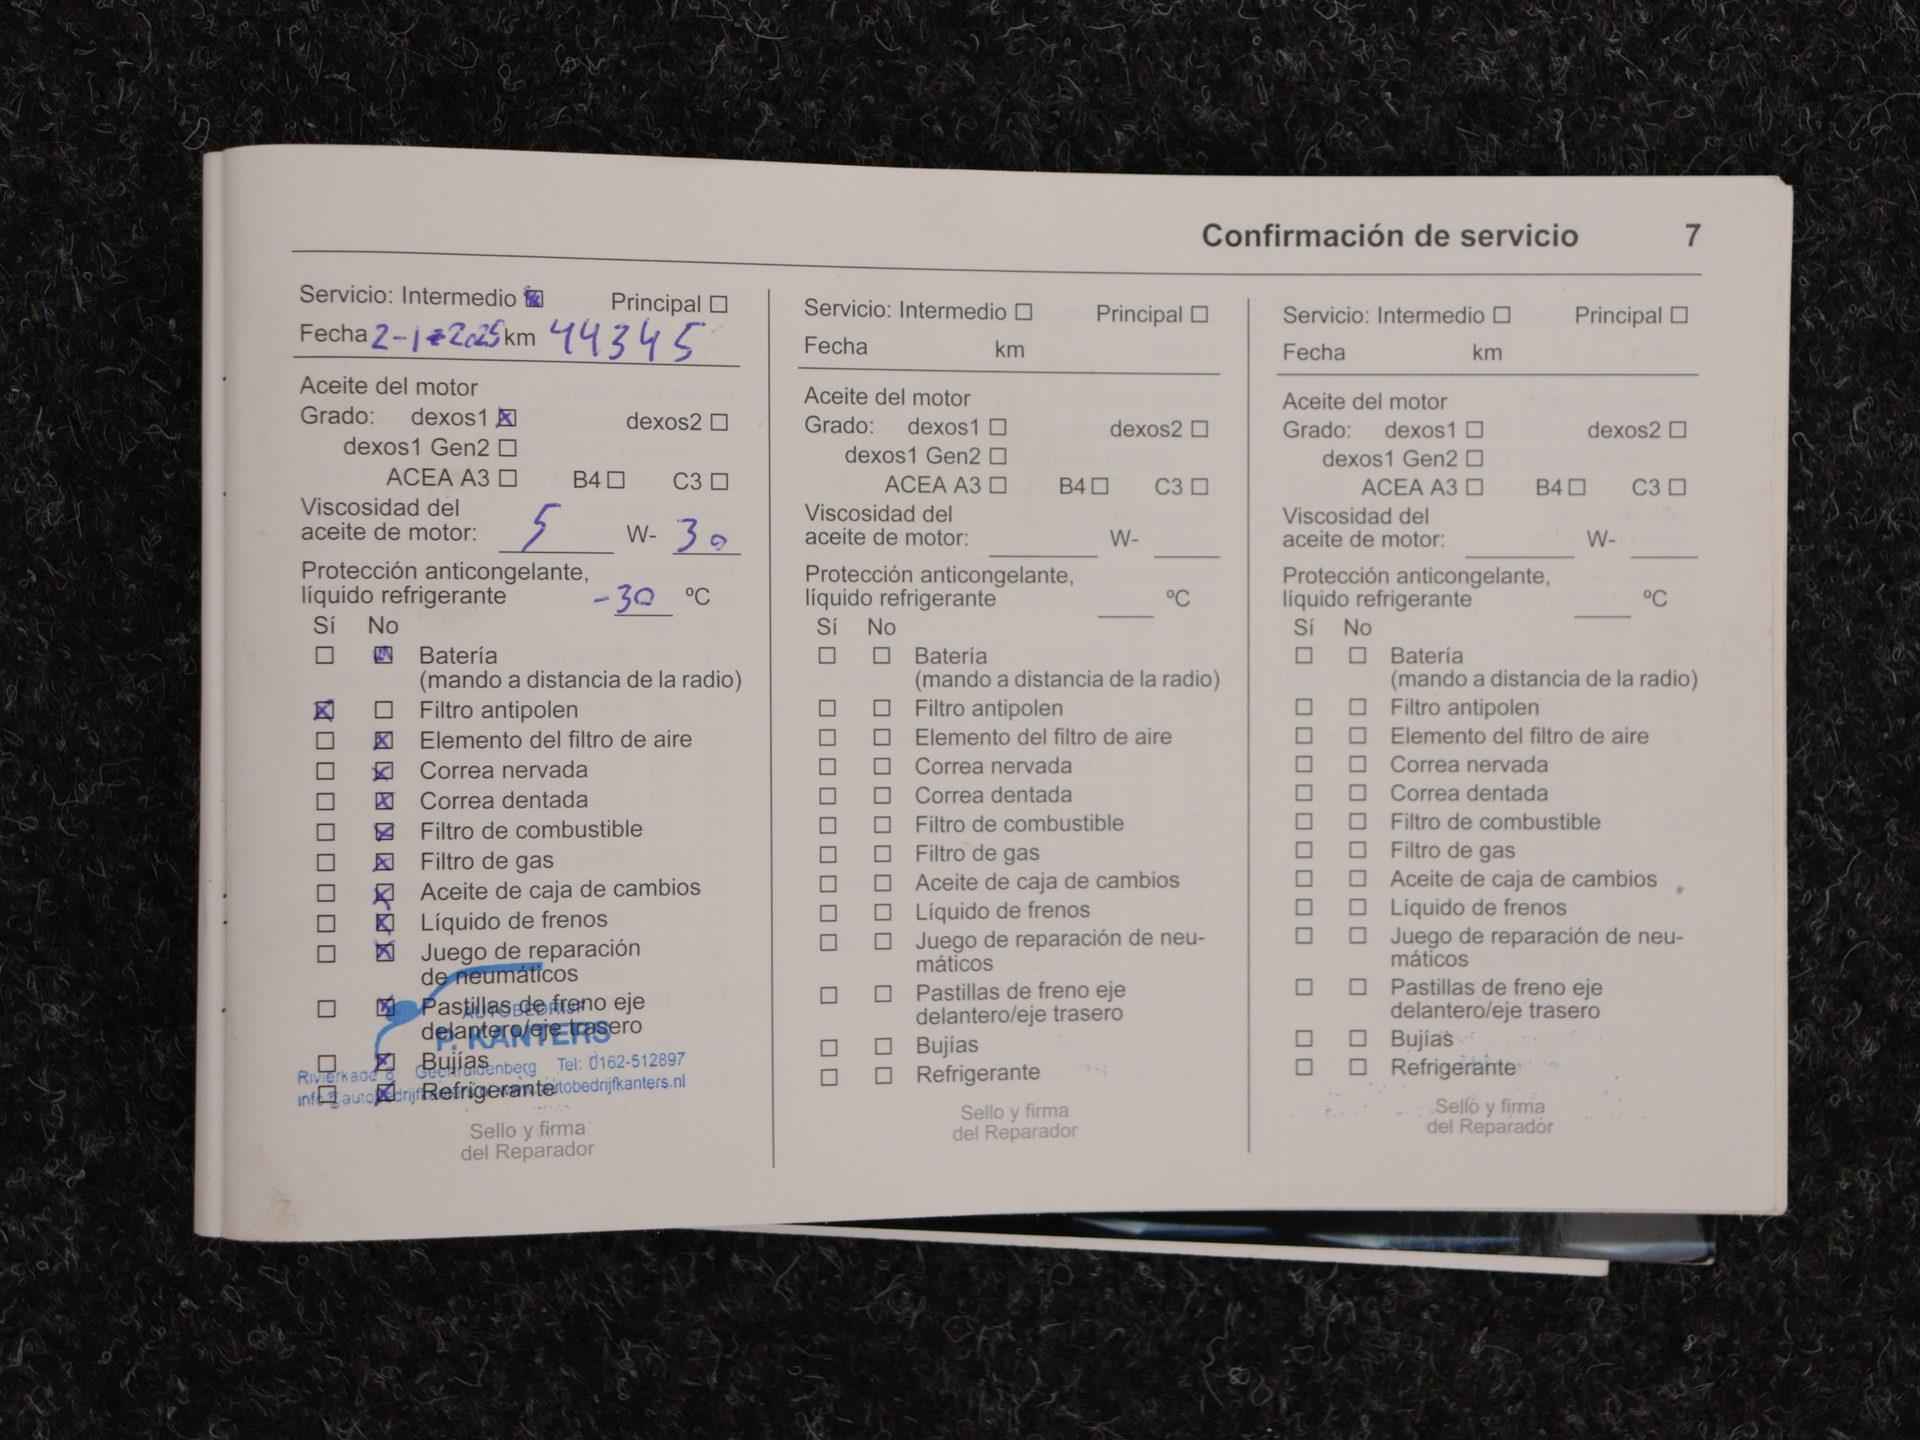 Confirmación de servicio 7
Servicio: Intermedio Principal
Fecha 2-1-2025 km 44345
Aceite del motor
Grado: dexos1 dexos2
dexos1 Gen2
ACEA A3 B4 C3
Viscosidad del
aceite de motor: 5 W- 30
Protección anticongelante,
líquido refrigerante -30 ºC
Sí No
Batería
(mando a distancia de la radio)
Filtro antipolen
Elemento del filtro de aire
Correa nervada
Correa dentada
Filtro de combustible
Filtro de gas
Aceite de caja de cambios
Líquido de frenos
Juego de reparación
de neumáticos
Pastillas de freno eje
delantero/eje trasero
Bujías
Refrigerante
AUTOBEDRIJF
P. KANTERS
Rivierkade 8 Geertruidenberg Tel: 0162-512897
Sello y firma
del Reparador
Servicio: Intermedio Principal
Fecha km
Aceite del motor
Grado: dexos1 dexos2
dexos1 Gen2
ACEA A3 B4 C3
Viscosidad del
aceite de motor: W-
Protección anticongelante,
líquido refrigerante ºC
Sí No
Batería
(mando a distancia de la radio)
Filtro antipolen
Elemento del filtro de aire
Correa nervada
Correa dentada
Filtro de combustible
Filtro de gas
Aceite de caja de cambios
Líquido de frenos
Juego de reparación de neu-
máticos
Pastillas de freno eje
delantero/eje trasero
Bujías
Refrigerante
Sello y firma
del Reparador
Servicio: Intermedio Principal
Fecha km
Aceite del motor
Grado: dexos1 dexos2
dexos1 Gen2
ACEA A3 B4 C3
Viscosidad del
aceite de motor: W-
Protección anticongelante,
líquido refrigerante ºC
Sí No
Batería
(mando a distancia de la radio)
Filtro antipolen
Elemento del filtro de aire
Correa nervada
Correa dentada
Filtro de combustible
Filtro de gas
Aceite de caja de cambios
Líquido de frenos
Juego de reparación de neu-
máticos
Pastillas de freno eje
delantero/eje trasero
Bujías
Refrigerante
Sello y firma
del Reparador